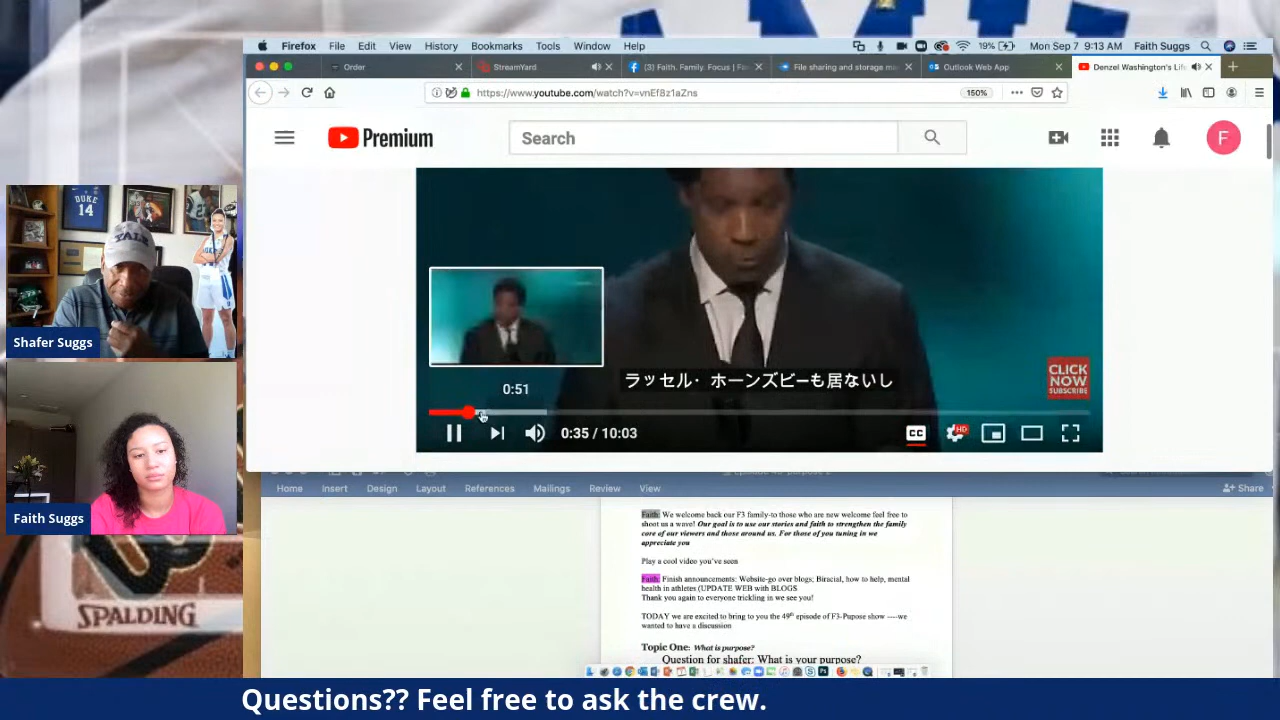 Firefox File Edit View History Bookmarks Tools Window Help 19% Mon Sep 7 9:13 AM Faith Suggs
Order StreamYard (3) Faith. Family. Focus | Fa File sharing and storage ma Outlook Web App Denzel Washington's Life
https://www.youtube.com/watch?v=vnEf8z1aZns 150%
Premium Search F
DUKE
14
YALE
Shafer Suggs
Faith Suggs
ラッセル・ホーンズビーも居ないし
CLICK
NOW
SUBSCRIBE
0:51
0:35 / 10:03 CC HD
Home Insert Design Layout References Mailings Review View Share
Faith: We welcome back our F3 family-to those who are new welcome feel free to
shoot us a wave! Our goal is to use our stories and faith to strengthen the family
core of our viewers and those around us. For those of you tuning in we
appreciate you
Play a cool video you've seen
Faith: Finish announcements: Website-go over blogs; Biracial, how to help, mental
health in athletes (UPDATE WEB with BLOGS
Thank you again to everyone trickling in we see you!
TODAY we are excited to bring to you the 49th episode of F3-Pupose show ----we
wanted to have a discussion
Topic One: What is purpose?
Question for shafer: What is your purpose?
SPALDING
Questions?? Feel free to ask the crew.